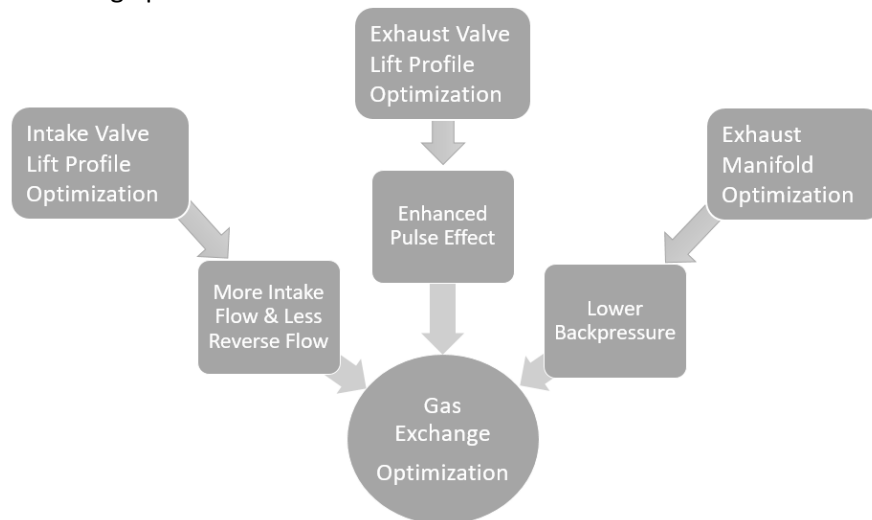 Exhaust Valve
Lift Profile
Optimization
Intake Valve
Lift Profile
Optimization
Exhaust
Manifold
Optimization
Enhanced
Pulse Effect
More Intake
Flow & Less
Reverse Flow
Lower
Backpressure
Gas
Exchange
Optimization